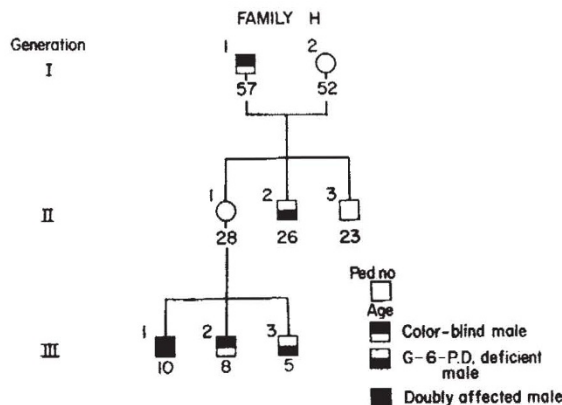 FAMILY H
Generation
I
1
2
57
52
II
1
2
3
28
26
23
III
1
2
3
10
8
5
Ped no
Age
Color-blind male
G-6-P.D. deficient
male
Doubly affected male